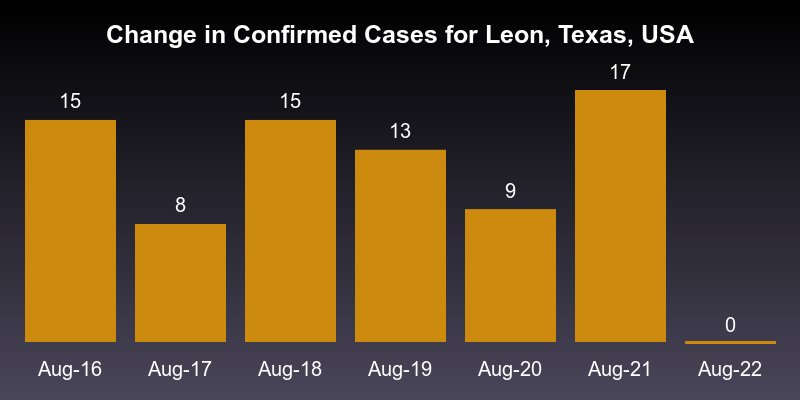 Change in Confirmed Cases for Leon, Texas, USA
15
8
15
13
9
17
0
Aug-16
Aug-17
Aug-18
Aug-19
Aug-20
Aug-21
Aug-22